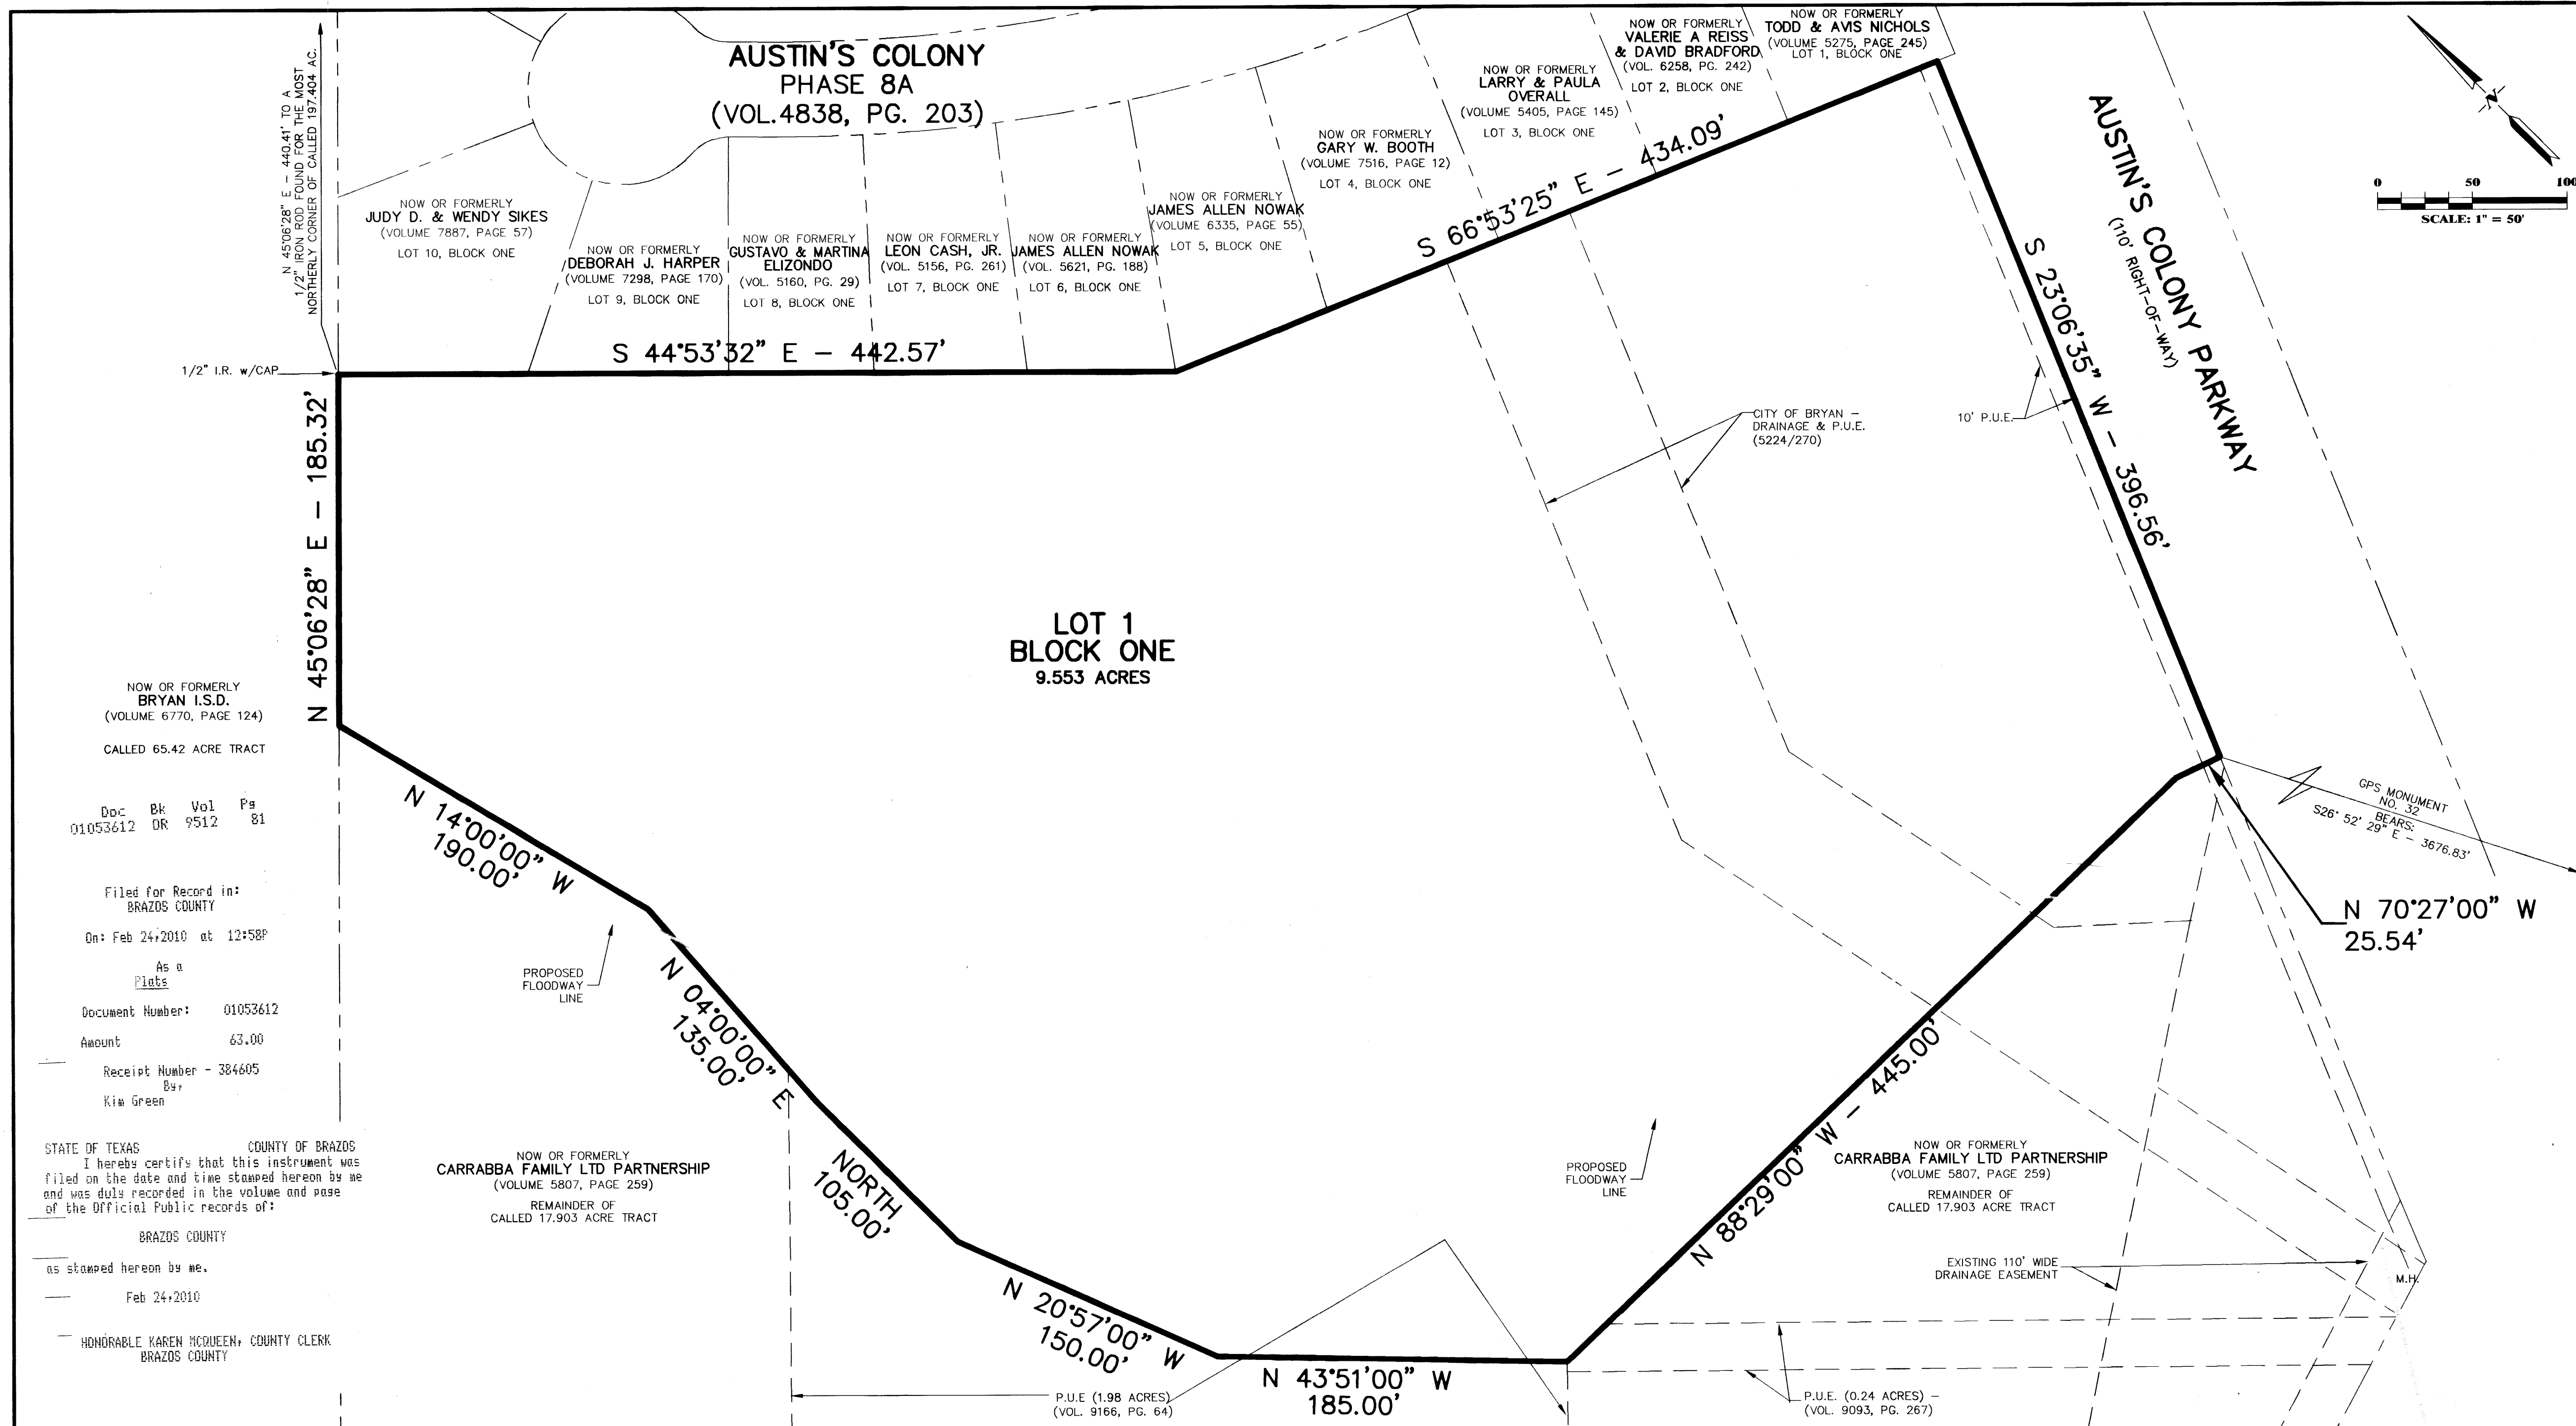 N 45°06'28" E – 440.41' TO A
1/2" IRON ROD FOUND FOR THE MOST
NORTHERLY CORNER OF CALLED 197.404 AC.
AUSTIN'S COLONY
PHASE 8A
(VOL.4838, PG. 203)
NOW OR FORMERLY
JUDY D. & WENDY SIKES
(VOLUME 7887, PAGE 57)
LOT 10, BLOCK ONE
NOW OR FORMERLY
DEBORAH J. HARPER
(VOLUME 7298, PAGE 170)
LOT 9, BLOCK ONE
NOW OR FORMERLY
GUSTAVO & MARTINA
ELIZONDO
(VOL. 5160, PG. 29)
LOT 8, BLOCK ONE
NOW OR FORMERLY
LEON CASH, JR.
(VOL. 5156, PG. 261)
LOT 7, BLOCK ONE
NOW OR FORMERLY
JAMES ALLEN NOWAK
(VOL. 5621, PG. 188)
LOT 6, BLOCK ONE
NOW OR FORMERLY
JAMES ALLEN NOWAK
(VOLUME 6335, PAGE 55)
LOT 5, BLOCK ONE
NOW OR FORMERLY
GARY W. BOOTH
(VOLUME 7516, PAGE 12)
LOT 4, BLOCK ONE
NOW OR FORMERLY
LARRY & PAULA
OVERALL
(VOLUME 5405, PAGE 145)
LOT 3, BLOCK ONE
NOW OR FORMERLY
VALERIE A REISS
& DAVID BRADFORD
(VOL. 6258, PG. 242)
LOT 2, BLOCK ONE
NOW OR FORMERLY
TODD & AVIS NICHOLS
(VOLUME 5275, PAGE 245)
LOT 1, BLOCK ONE
N
0 50 100
SCALE: 1" = 50'
AUSTIN'S COLONY PARKWAY
(110' RIGHT-OF-WAY)
S 66°53'25" E – 434.09'
S 44°53'32" E – 442.57'
S 23°06'35" W – 396.56'
1/2" I.R. w/CAP
N 45°06'28" E – 185.32'
CITY OF BRYAN –
DRAINAGE & P.U.E.
(5224/270)
10' P.U.E.
LOT 1
BLOCK ONE
9.553 ACRES
NOW OR FORMERLY
BRYAN I.S.D.
(VOLUME 6770, PAGE 124)
CALLED 65.42 ACRE TRACT
GPS MONUMENT
NO. 32
BEARS:
S26° 52' 29" E – 3676.83'
N 70°27'00" W
25.54'
N 14°00'00" W
190.00'
PROPOSED
FLOODWAY
LINE
N 04°00'00" E
135.00'
NORTH
105.00'
N 20°57'00" W
150.00'
N 43°51'00" W
185.00'
N 88°29'00" W – 445.00'
PROPOSED
FLOODWAY
LINE
NOW OR FORMERLY
CARRABBA FAMILY LTD PARTNERSHIP
(VOLUME 5807, PAGE 259)
REMAINDER OF
CALLED 17.903 ACRE TRACT
NOW OR FORMERLY
CARRABBA FAMILY LTD PARTNERSHIP
(VOLUME 5807, PAGE 259)
REMAINDER OF
CALLED 17.903 ACRE TRACT
EXISTING 110' WIDE
DRAINAGE EASEMENT
M.H.
P.U.E (1.98 ACRES)
(VOL. 9166, PG. 64)
P.U.E. (0.24 ACRES) –
(VOL. 9093, PG. 267)
Doc Bk Vol Pg
01053612 OR 9512 81
Filed for Record in:
BRAZOS COUNTY
On: Feb 24,2010 at 12:58P
As a
Plats
Document Number: 01053612
Amount 63.00
Receipt Number - 384605
By,
Kim Green
STATE OF TEXAS COUNTY OF BRAZOS
I hereby certify that this instrument was
filed on the date and time stamped hereon by me
and was duly recorded in the volume and page
of the Official Public records of:
BRAZOS COUNTY
as stamped hereon by me.
Feb 24,2010
HONORABLE KAREN MCQUEEN, COUNTY CLERK
BRAZOS COUNTY